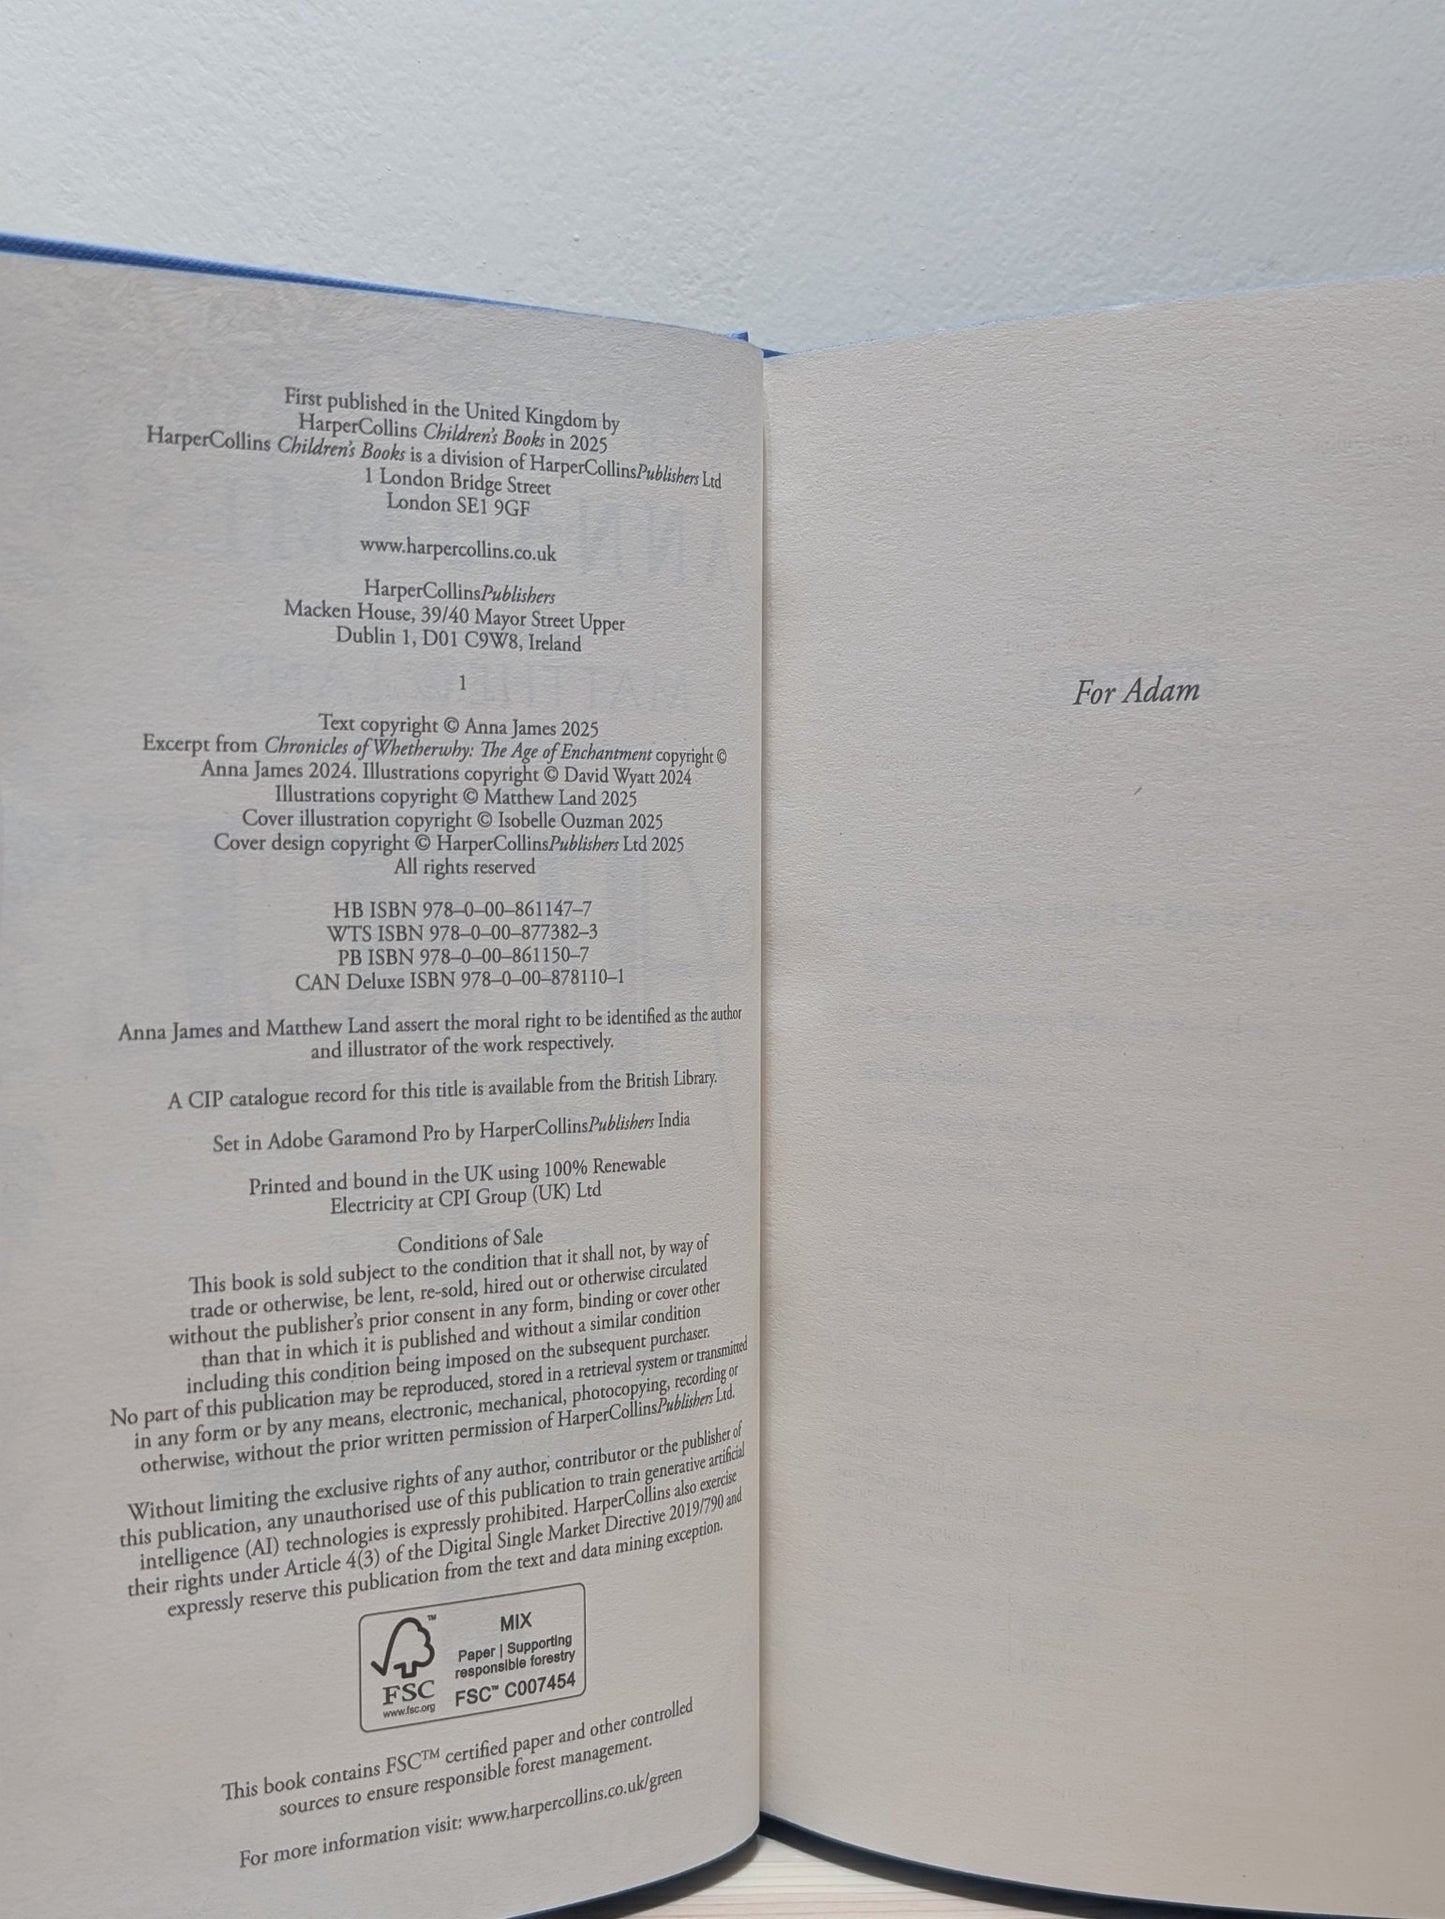 First published in the United Kingdom by
HarperCollins Children's Books in 2025
HarperCollins Children's Books is a division of HarperCollinsPublishers Ltd
1 London Bridge Street
London SE1 9GF
www.harpercollins.co.uk
HarperCollinsPublishers
Macken House, 39/40 Mayor Street Upper
Dublin 1, D01 C9W8, Ireland
1
Text copyright © Anna James 2025
Excerpt from Chronicles of Whetherwhy: The Age of Enchantment copyright ©
Anna James 2024. Illustrations copyright © David Wyatt 2024
Illustrations copyright © Matthew Land 2025
Cover illustration copyright © Isobelle Ouzman 2025
Cover design copyright © HarperCollinsPublishers Ltd 2025
All rights reserved
HB ISBN 978–0–00–861147–7
WTS ISBN 978–0–00–877382–3
PB ISBN 978–0–00–861150–7
CAN Deluxe ISBN 978–0–00–878110–1
Anna James and Matthew Land assert the moral right to be identified as the author
and illustrator of the work respectively.
A CIP catalogue record for this title is available from the British Library.
Set in Adobe Garamond Pro by HarperCollinsPublishers India
Printed and bound in the UK using 100% Renewable
Electricity at CPI Group (UK) Ltd
Conditions of Sale
This book is sold subject to the condition that it shall not, by way of
trade or otherwise, be lent, re-sold, hired out or otherwise circulated
without the publisher's prior consent in any form, binding or cover other
than that in which it is published and without a similar condition
including this condition being imposed on the subsequent purchaser.
No part of this publication may be reproduced, stored in a retrieval system or transmitted
in any form or by any means, electronic, mechanical, photocopying, recording or
otherwise, without the prior written permission of HarperCollinsPublishers Ltd.
Without limiting the exclusive rights of any author, contributor or the publisher of
this publication, any unauthorised use of this publication to train generative artificial
intelligence (AI) technologies is expressly prohibited. HarperCollins also exercise
their rights under Article 4(3) of the Digital Single Market Directive 2019/790 and
expressly reserve this publication from the text and data mining exception.
FSC
www.fsc.org
MIX
Paper | Supporting
responsible forestry
FSC™ C007454
This book contains FSC™ certified paper and other controlled
sources to ensure responsible forest management.
For more information visit: www.harpercollins.co.uk/green
For Adam